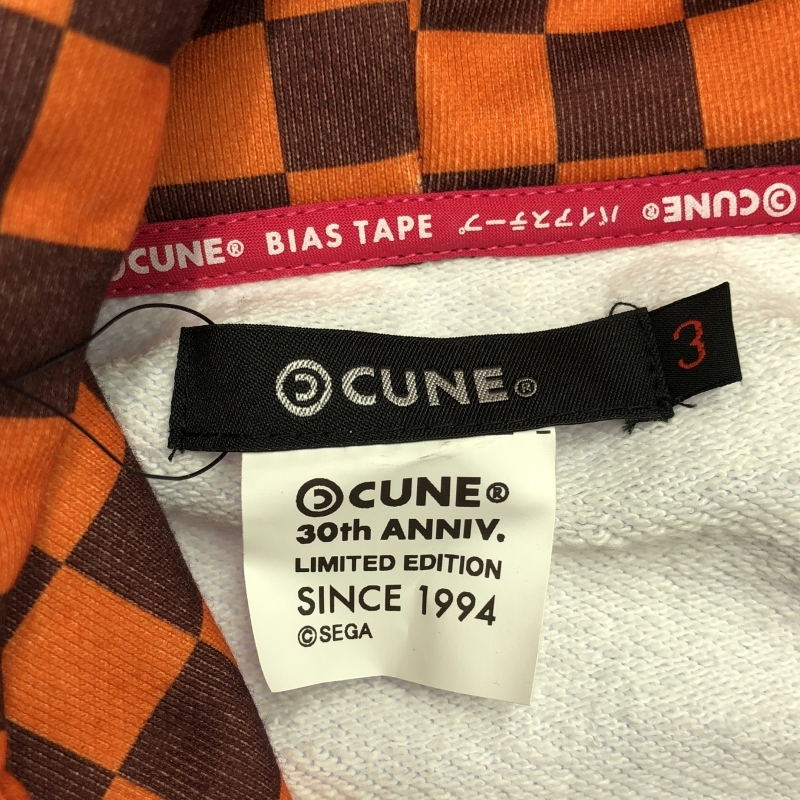 CUNE® BIAS TAPE バイアステープ ®CUNE
CUNE®
3
CUNE®
30th ANNIV.
LIMITED EDITION
SINCE 1994
©SEGA